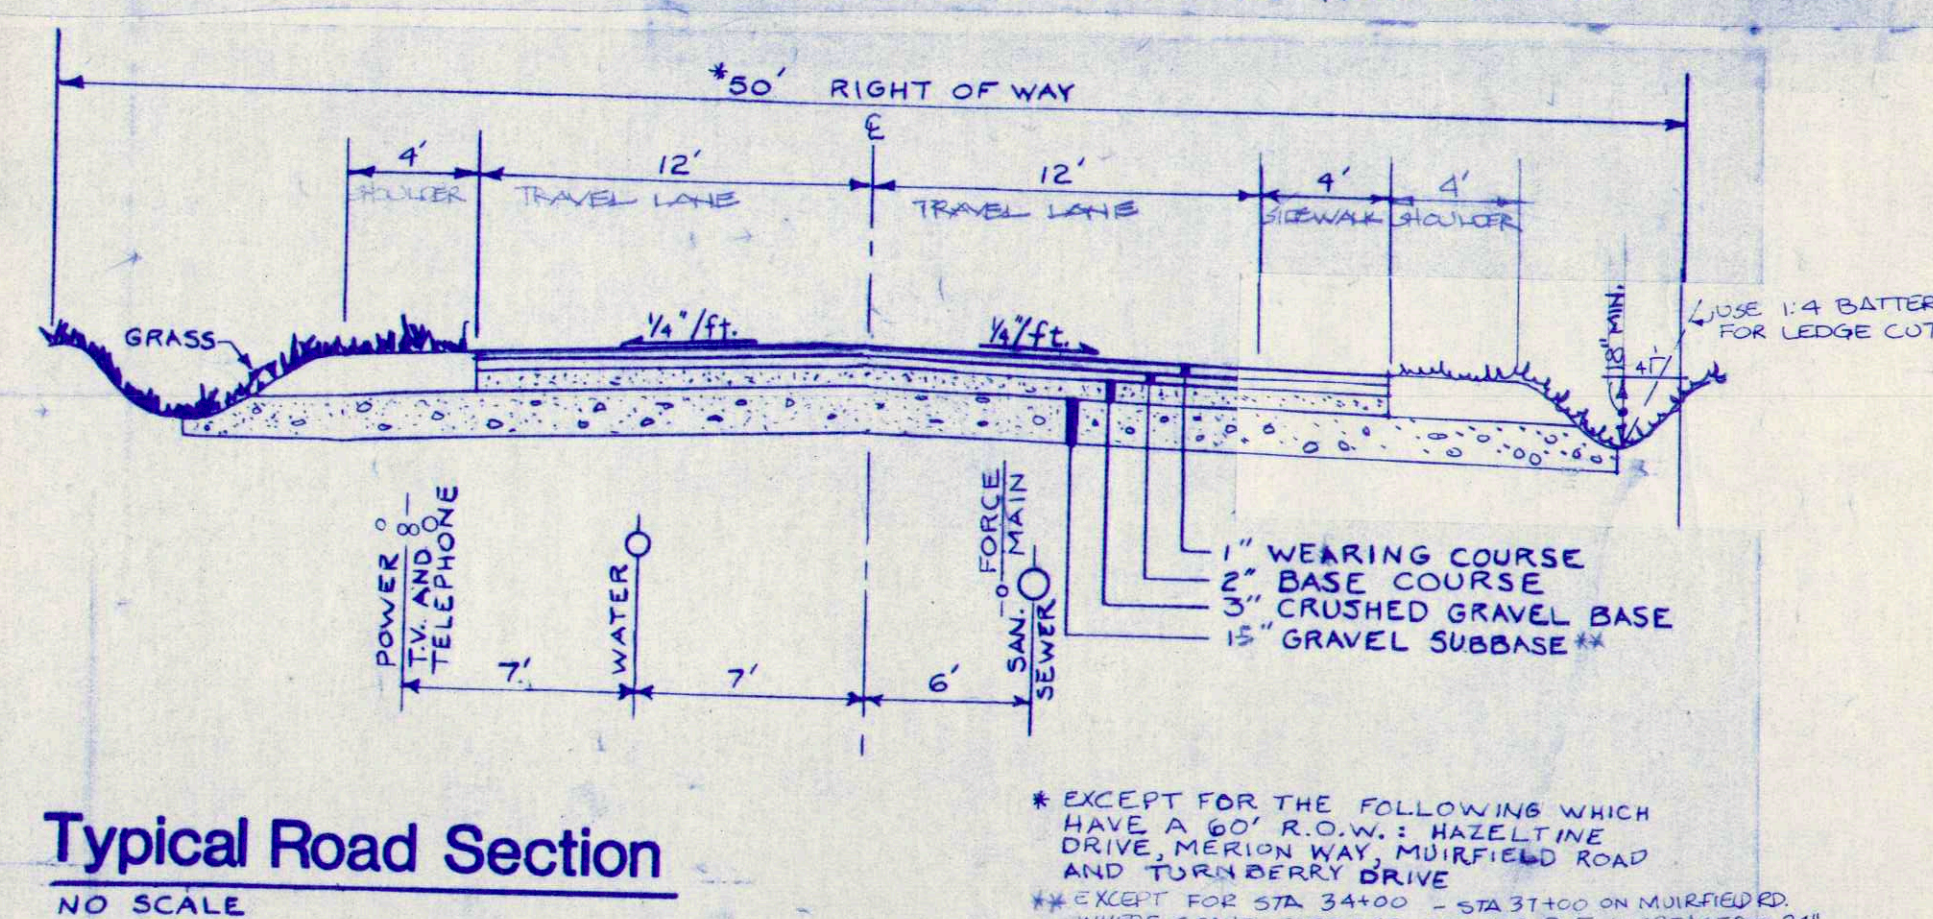 *50' RIGHT OF WAY
℄
4' 12' 12' 4' 4'
SHOULDER TRAVEL LANE TRAVEL LANE SIDEWALK SHOULDER
GRASS
1/4"/ft. 1/4"/ft.
18" MIN.
USE 1:4 BATTER
FOR LEDGE CUT
4
1
POWER
T.V. AND
TELEPHONE
WATER
FORCE
MAIN
SAN.
SEWER
7' 7' 6'
1" WEARING COURSE
2" BASE COURSE
3" CRUSHED GRAVEL BASE
15" GRAVEL SUBBASE **
Typical Road Section
NO SCALE
* EXCEPT FOR THE FOLLOWING WHICH
HAVE A 60' R.O.W. : HAZELTINE
DRIVE, MERION WAY, MUIRFIELD ROAD
AND TURNBERRY DRIVE
** EXCEPT FOR STA 34+00 - STA 37+00 ON MUIRFIELD RD.